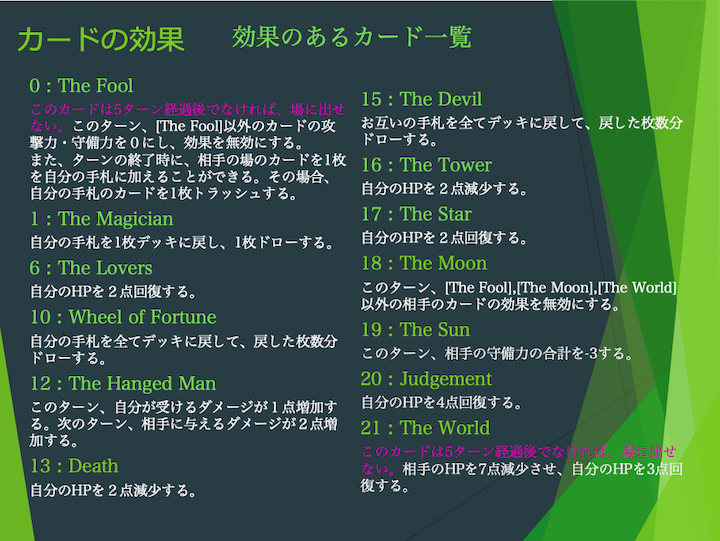 カードの効果
効果のあるカード一覧
0 : The Fool
このカードは5ターン経過後でなければ、場に出せ
ない。このターン、[The Fool]以外のカードの攻
撃力・守備力を０にし、効果を無効にする。
また、ターンの終了時に、相手の場のカードを1枚
を自分の手札に加えることができる。その場合、
自分の手札のカードを1枚トラッシュする。
1 : The Magician
自分の手札を1枚デッキに戻し、1枚ドローする。
6 : The Lovers
自分のHPを２点回復する。
10 : Wheel of Fortune
自分の手札を全てデッキに戻して、戻した枚数分
ドローする。
12 : The Hanged Man
このターン、自分が受けるダメージが１点増加す
る。次のターン、相手に与えるダメージが２点増
加する。
13 : Death
自分のHPを２点減少する。
15 : The Devil
お互いの手札を全てデッキに戻して、戻した枚数分
ドローする。
16 : The Tower
自分のHPを２点減少する。
17 : The Star
自分のHPを２点回復する。
18 : The Moon
このターン、[The Fool],[The Moon],[The World]
以外の相手のカードの効果を無効にする。
19 : The Sun
このターン、相手の守備力の合計を-3する。
20 : Judgement
自分のHPを4点回復する。
21 : The World
このカードは5ターン経過後でなければ、場に出せ
ない。相手のHPを7点減少させ、自分のHPを3点回
復する。